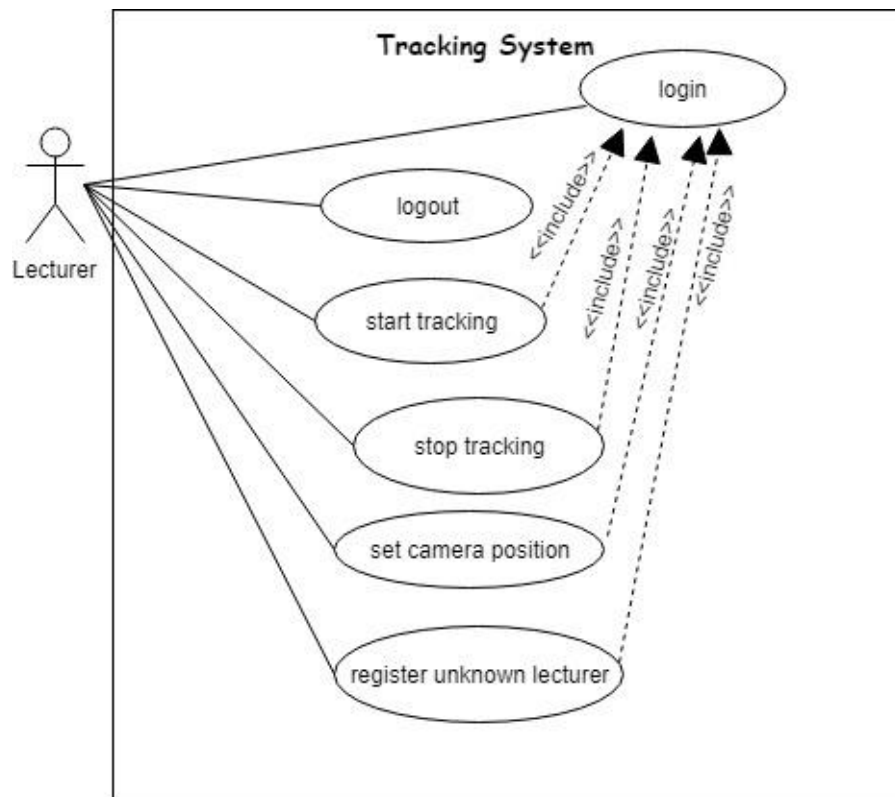 Tracking System
login
logout
Lecturer
start tracking
stop tracking
set camera position
register unknown lecturer
<<include>>
<<include>>
<<include>>
<<include>>